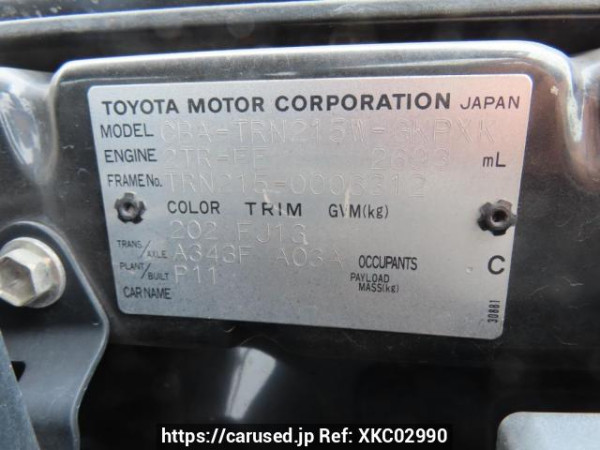 TOYOTA MOTOR CORPORATION JAPAN
MODEL CBA-TRN215W-GKPXK
ENGINE 2TR-FE 2693 mL
FRAME No. TRN215-
COLOR TRIM GVM(kg)
202 FJ13
TRANS/AXLE A343F A03A OCCUPANTS C
PLANT/BUILT P11 PAYLOAD MASS(kg)
CAR NAME
30881
https://carused.jp Ref: XKC02990